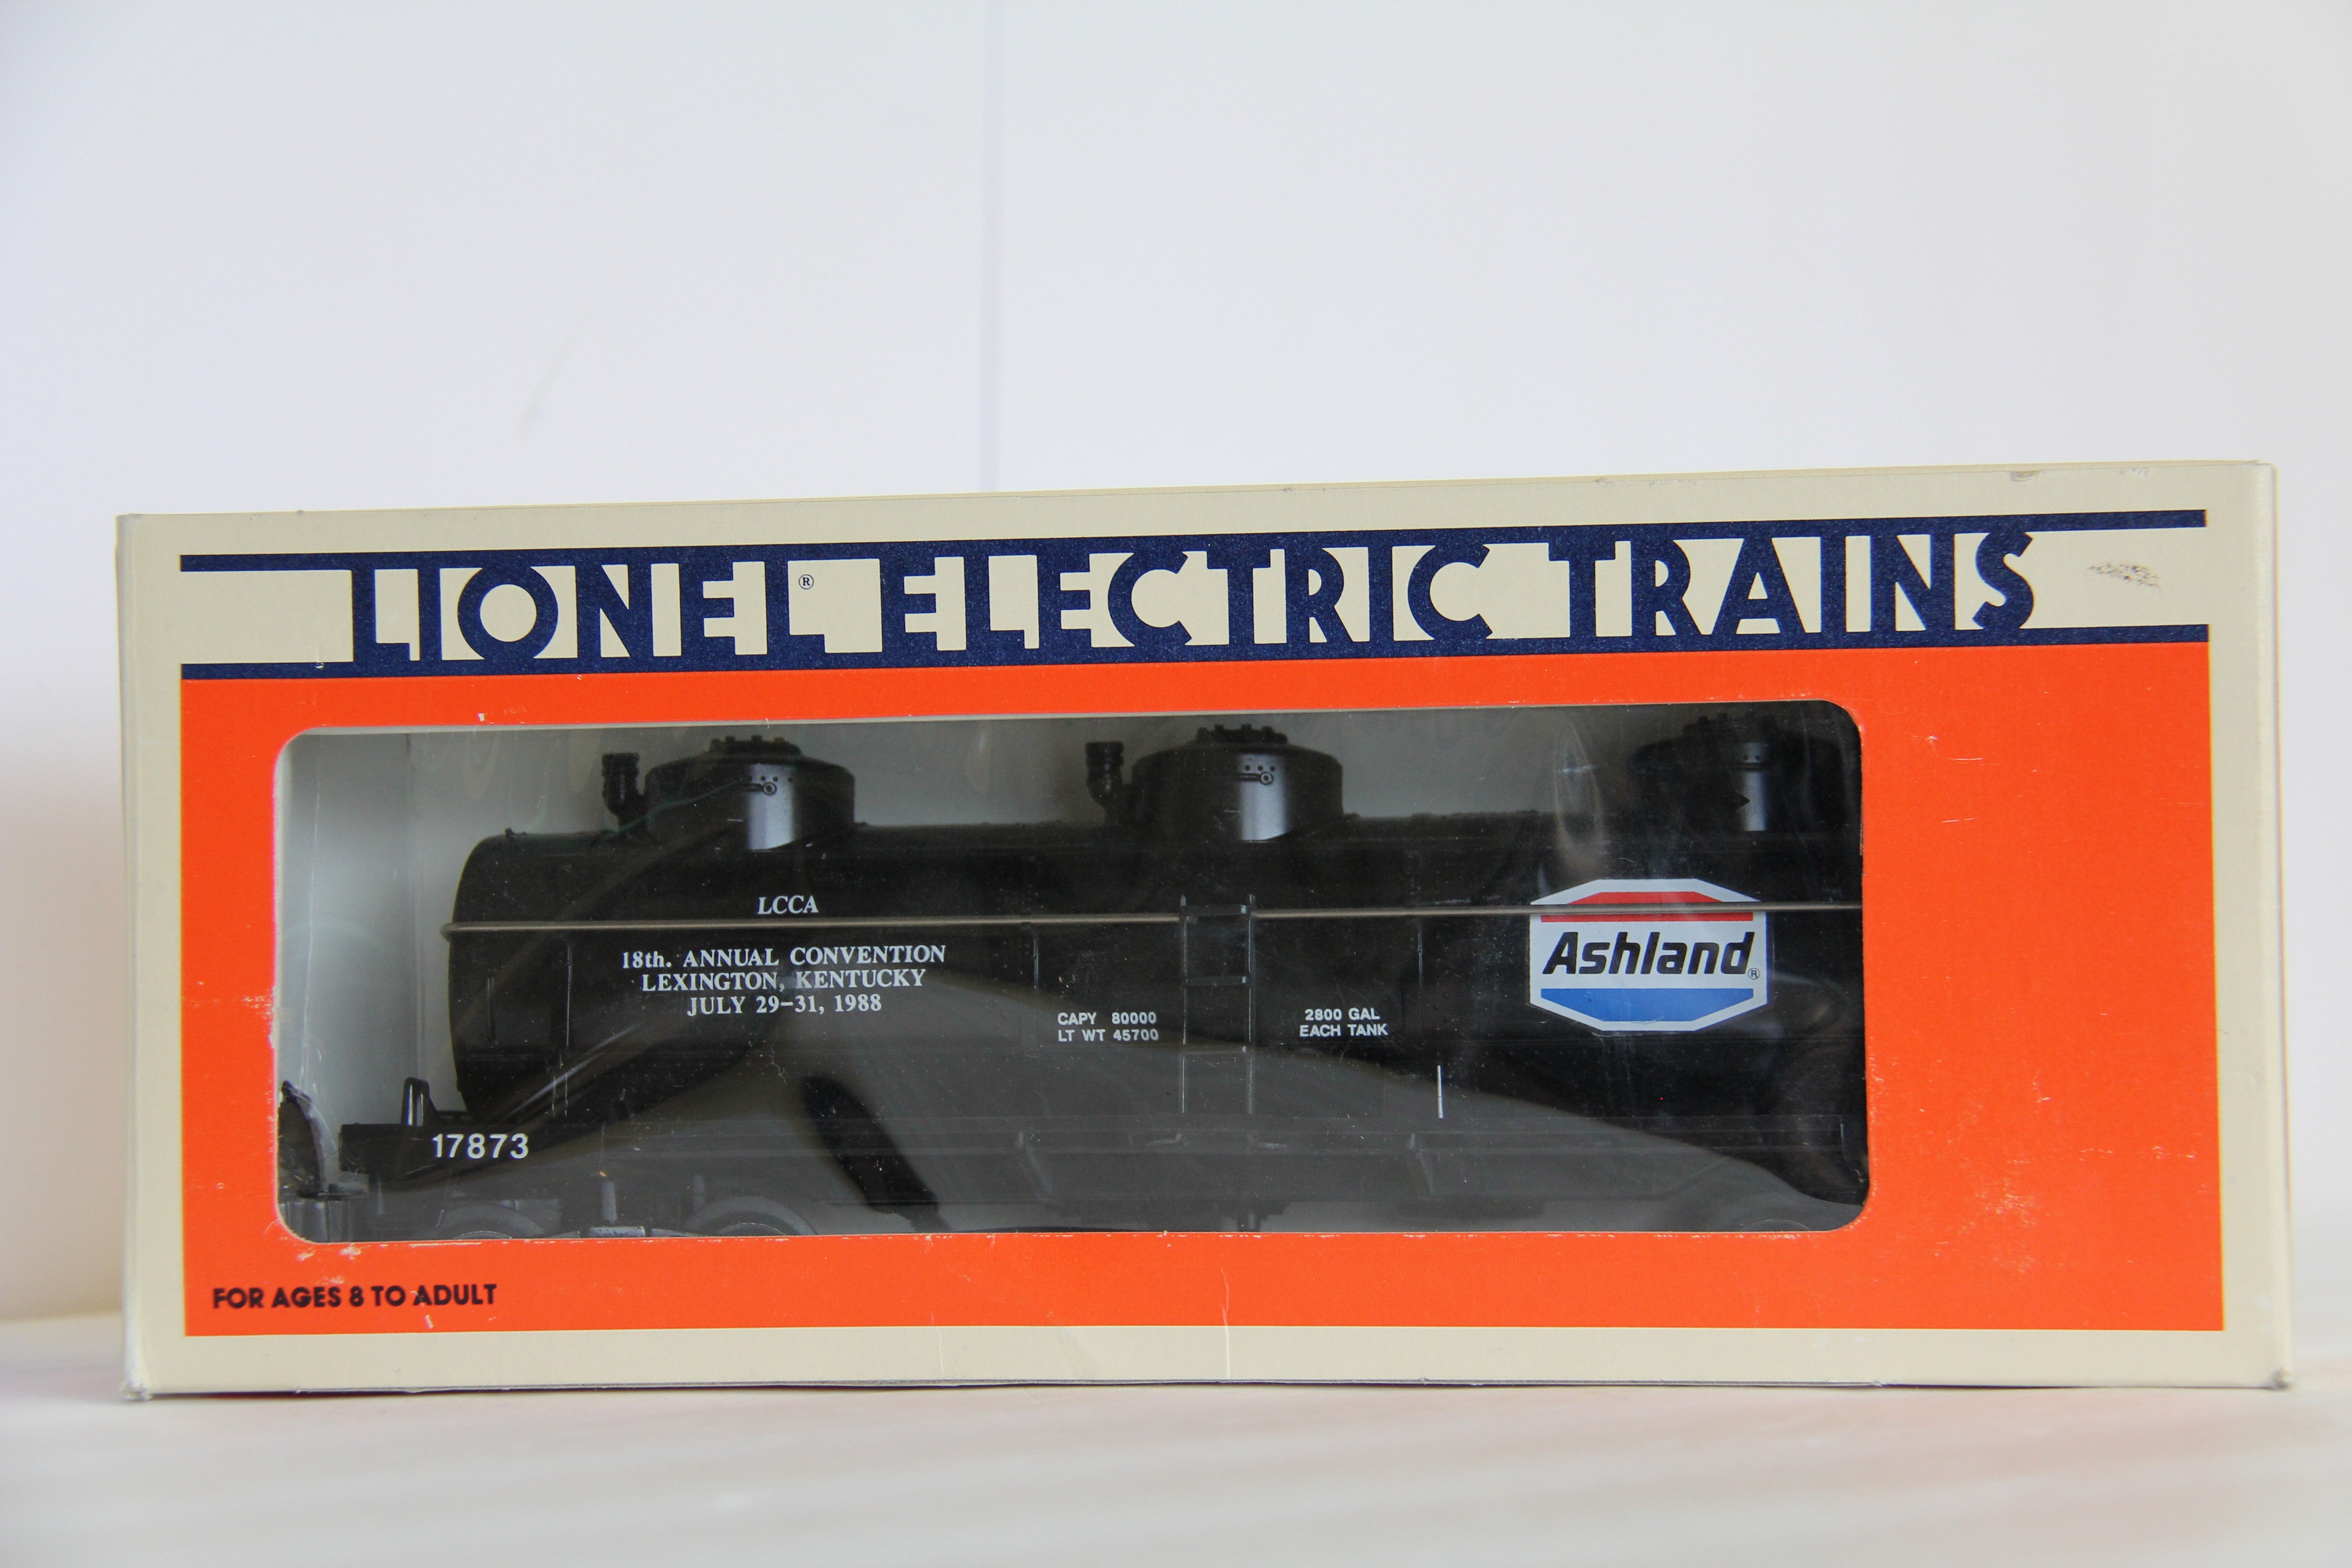 LIONEL® ELECTRIC TRAINS
LCCA
18th. ANNUAL CONVENTION
LEXINGTON, KENTUCKY
JULY 29–31, 1988
CAPY 80000
LT WT 45700
2800 GAL
EACH TANK
Ashland®
17873
FOR AGES 8 TO ADULT